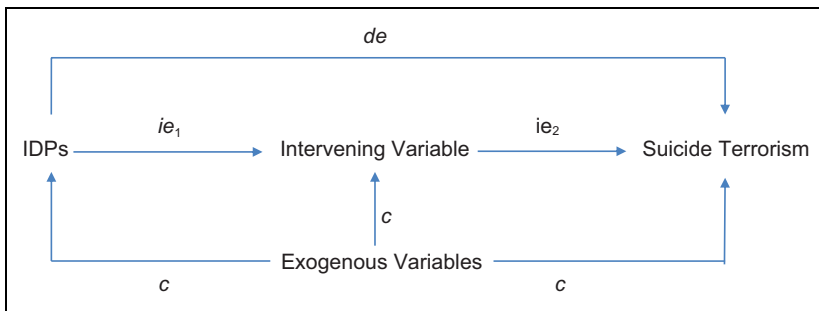 de
ie₁ ie₂
IDPs Intervening Variable Suicide Terrorism
c
Exogenous Variables
c c